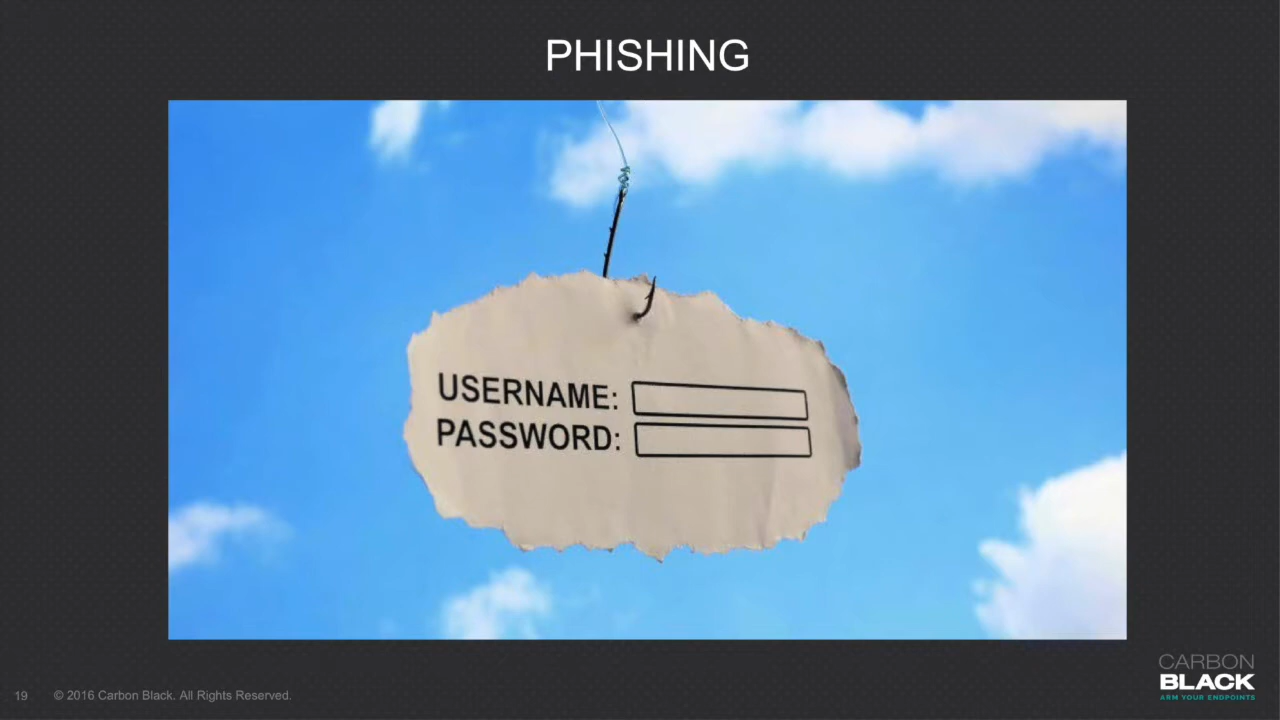 PHISHING
USERNAME:
PASSWORD:
19 © 2016 Carbon Black. All Rights Reserved.
CARBON
BLACK
ARM YOUR ENDPOINTS